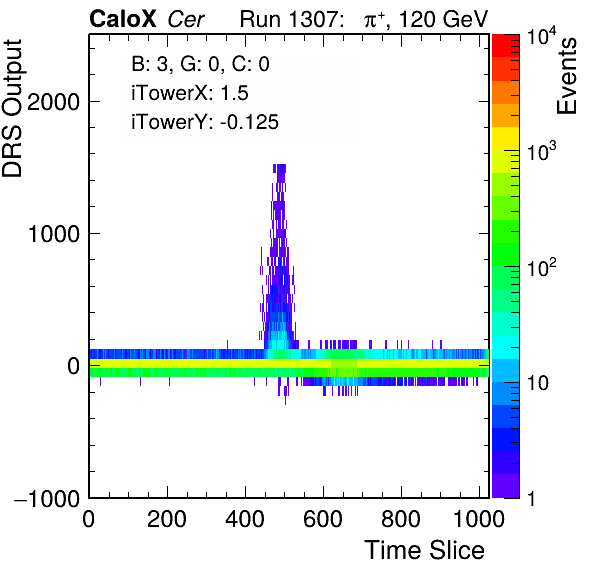 CaloX Cer Run 1307: π⁺, 120 GeV
B: 3, G: 0, C: 0
iTowerX: 1.5
iTowerY: -0.125
DRS Output
2000
1000
0
−1000
0 200 400 600 800 1000
Time Slice
Events
10⁴
10³
10²
10
1